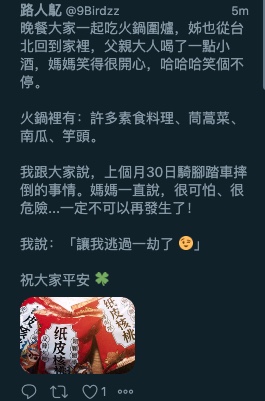 路人鳦 @9Birdzz 5m
晚餐大家一起吃火鍋圍爐，姊也從台
北回到家裡，父親大人喝了一點小
酒，媽媽笑得很開心，哈哈哈笑個不
停。
火鍋裡有：許多素食料理、茼蒿菜、
南瓜、芋頭。
我跟大家說，上個月30日騎腳踏車摔
倒的事情。媽媽一直說，很可怕、很
危險...一定不可以再發生了！
我說：「讓我逃過一劫了 😉」
祝大家平安 🍀
纸皮核桃
纸皮核桃
1